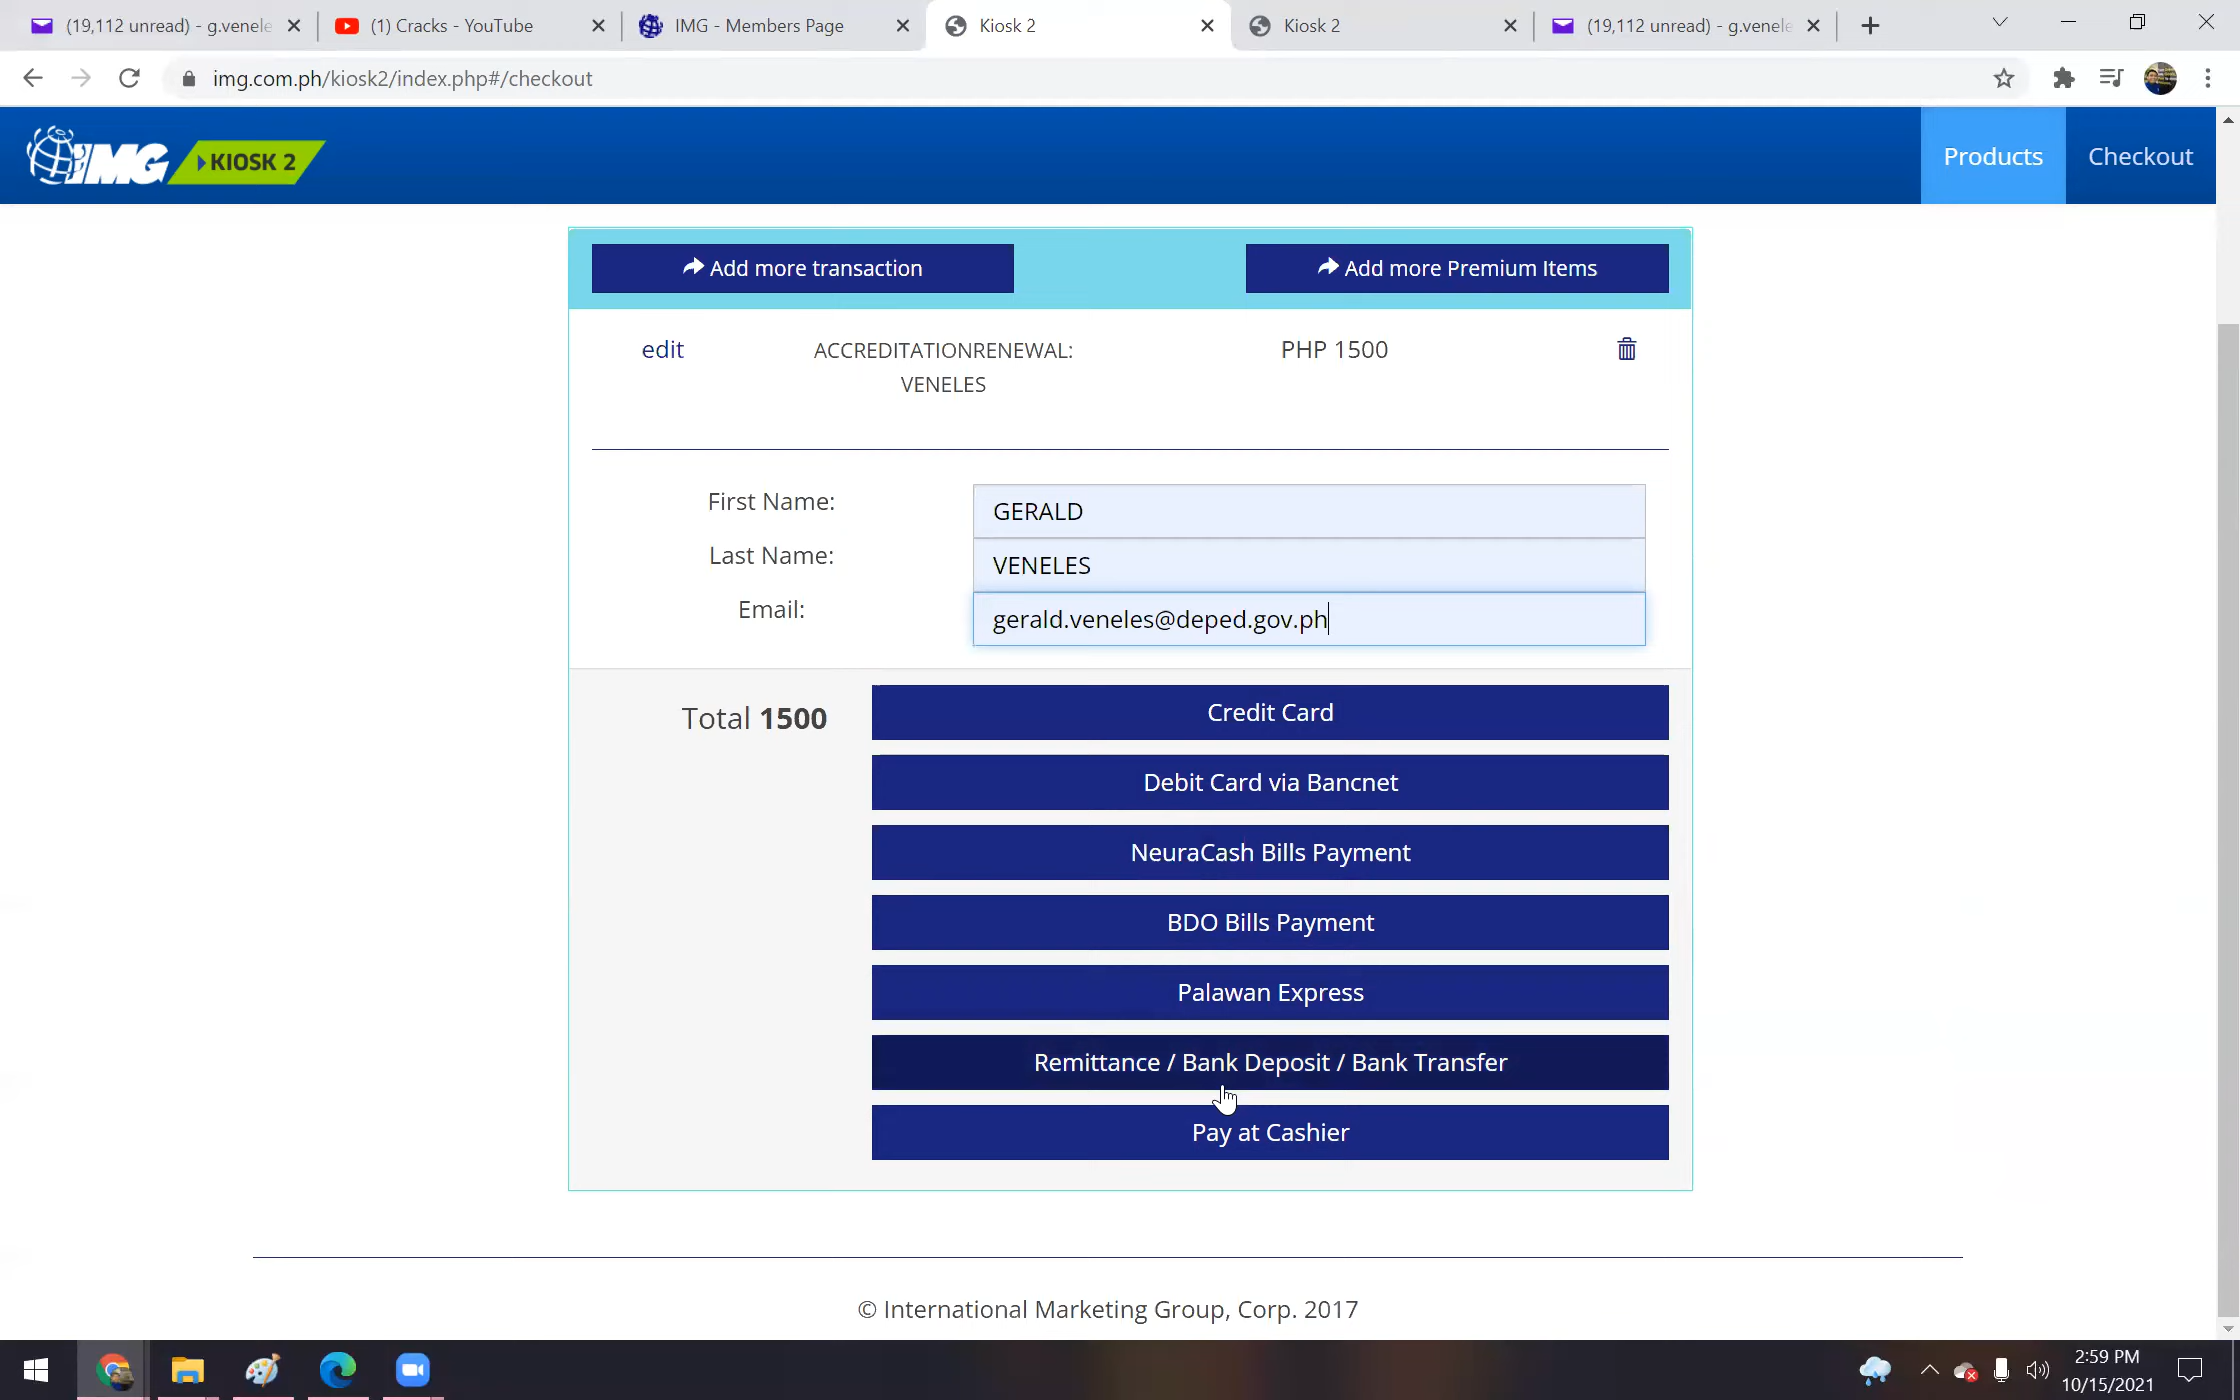 (19,112 unread) - g.venele
(1) Cracks - YouTube
IMG - Members Page
Kiosk 2
Kiosk 2
(19,112 unread) - g.venele
img.com.ph/kiosk2/index.php#/checkout
IMG KIOSK 2
Products
Checkout
Add more transaction
Add more Premium Items
edit
ACCREDITATIONRENEWAL:
VENELES
PHP 1500
First Name:
GERALD
Last Name:
VENELES
Email:
gerald.veneles@deped.gov.ph
Total 1500
Credit Card
Debit Card via Bancnet
NeuraCash Bills Payment
BDO Bills Payment
Palawan Express
Remittance / Bank Deposit / Bank Transfer
Pay at Cashier
© International Marketing Group, Corp. 2017
2:59 PM
10/15/2021